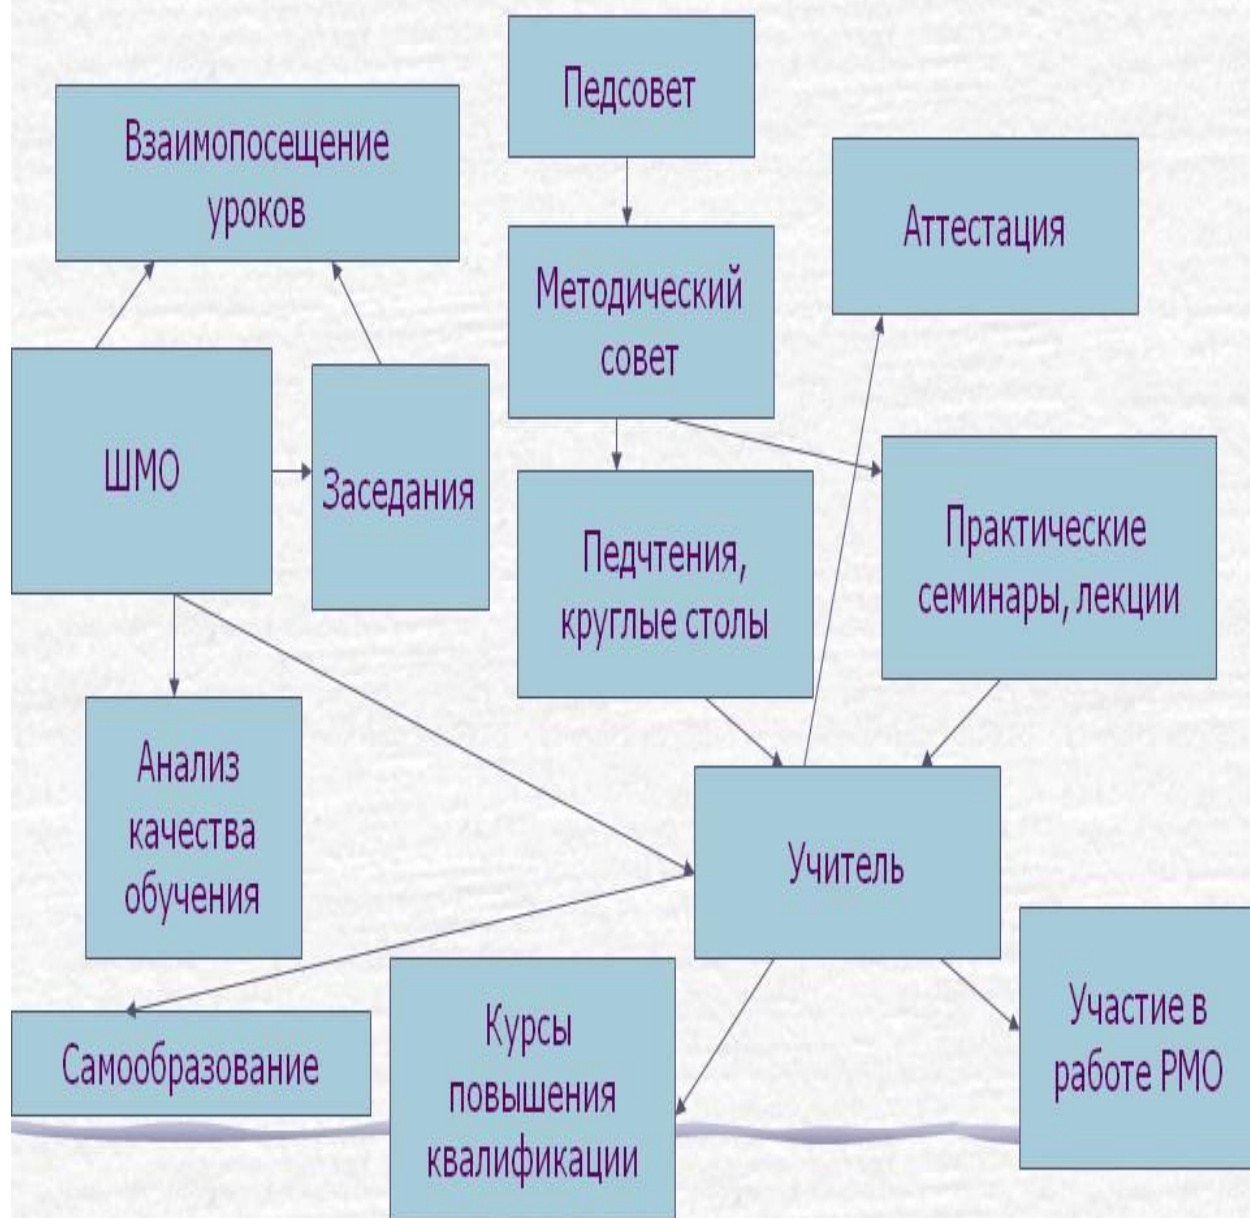 Педсовет
Взаимопосещение
уроков
Аттестация
Методический
совет
ШМО
Заседания
Педчтения,
круглые столы
Практические
семинары, лекции
Анализ
качества
обучения
Учитель
Самообразование
Курсы
повышения
квалификации
Участие в
работе РМО